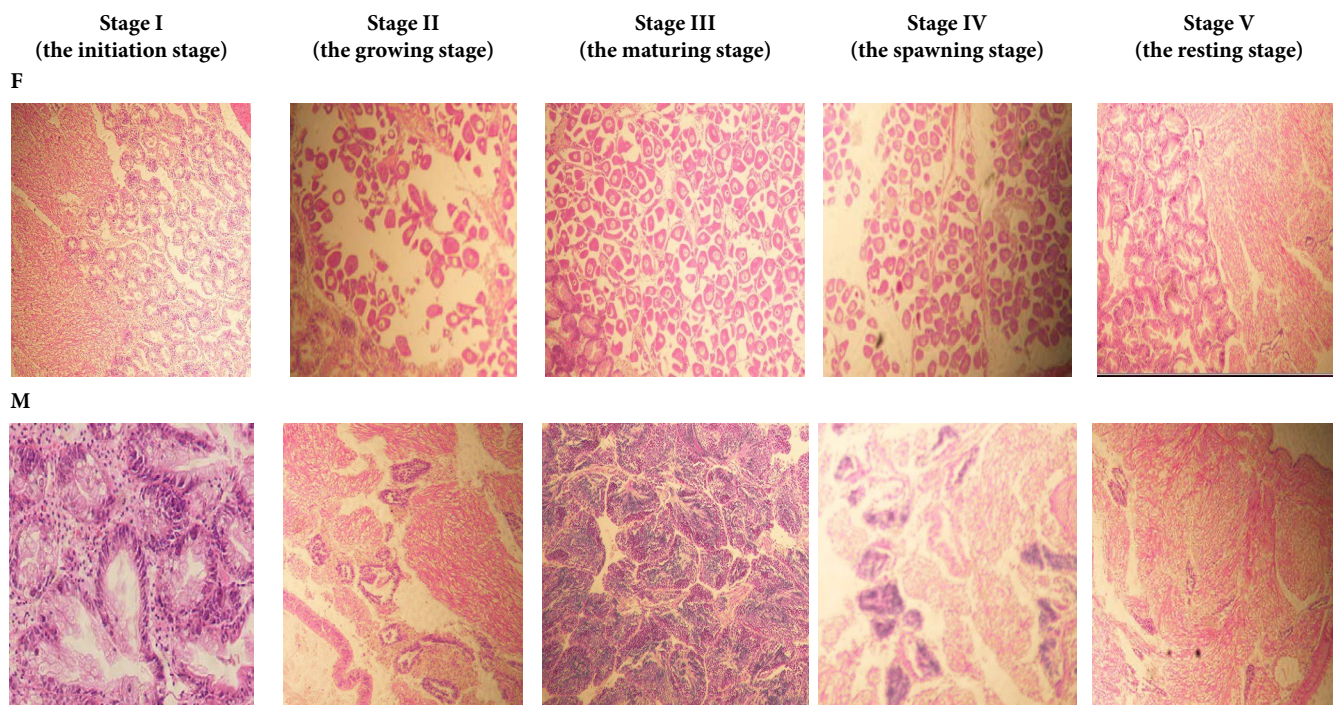 Stage I
(the initiation stage)
Stage II
(the growing stage)
Stage III
(the maturing stage)
Stage IV
(the spawning stage)
Stage V
(the resting stage)
F
M